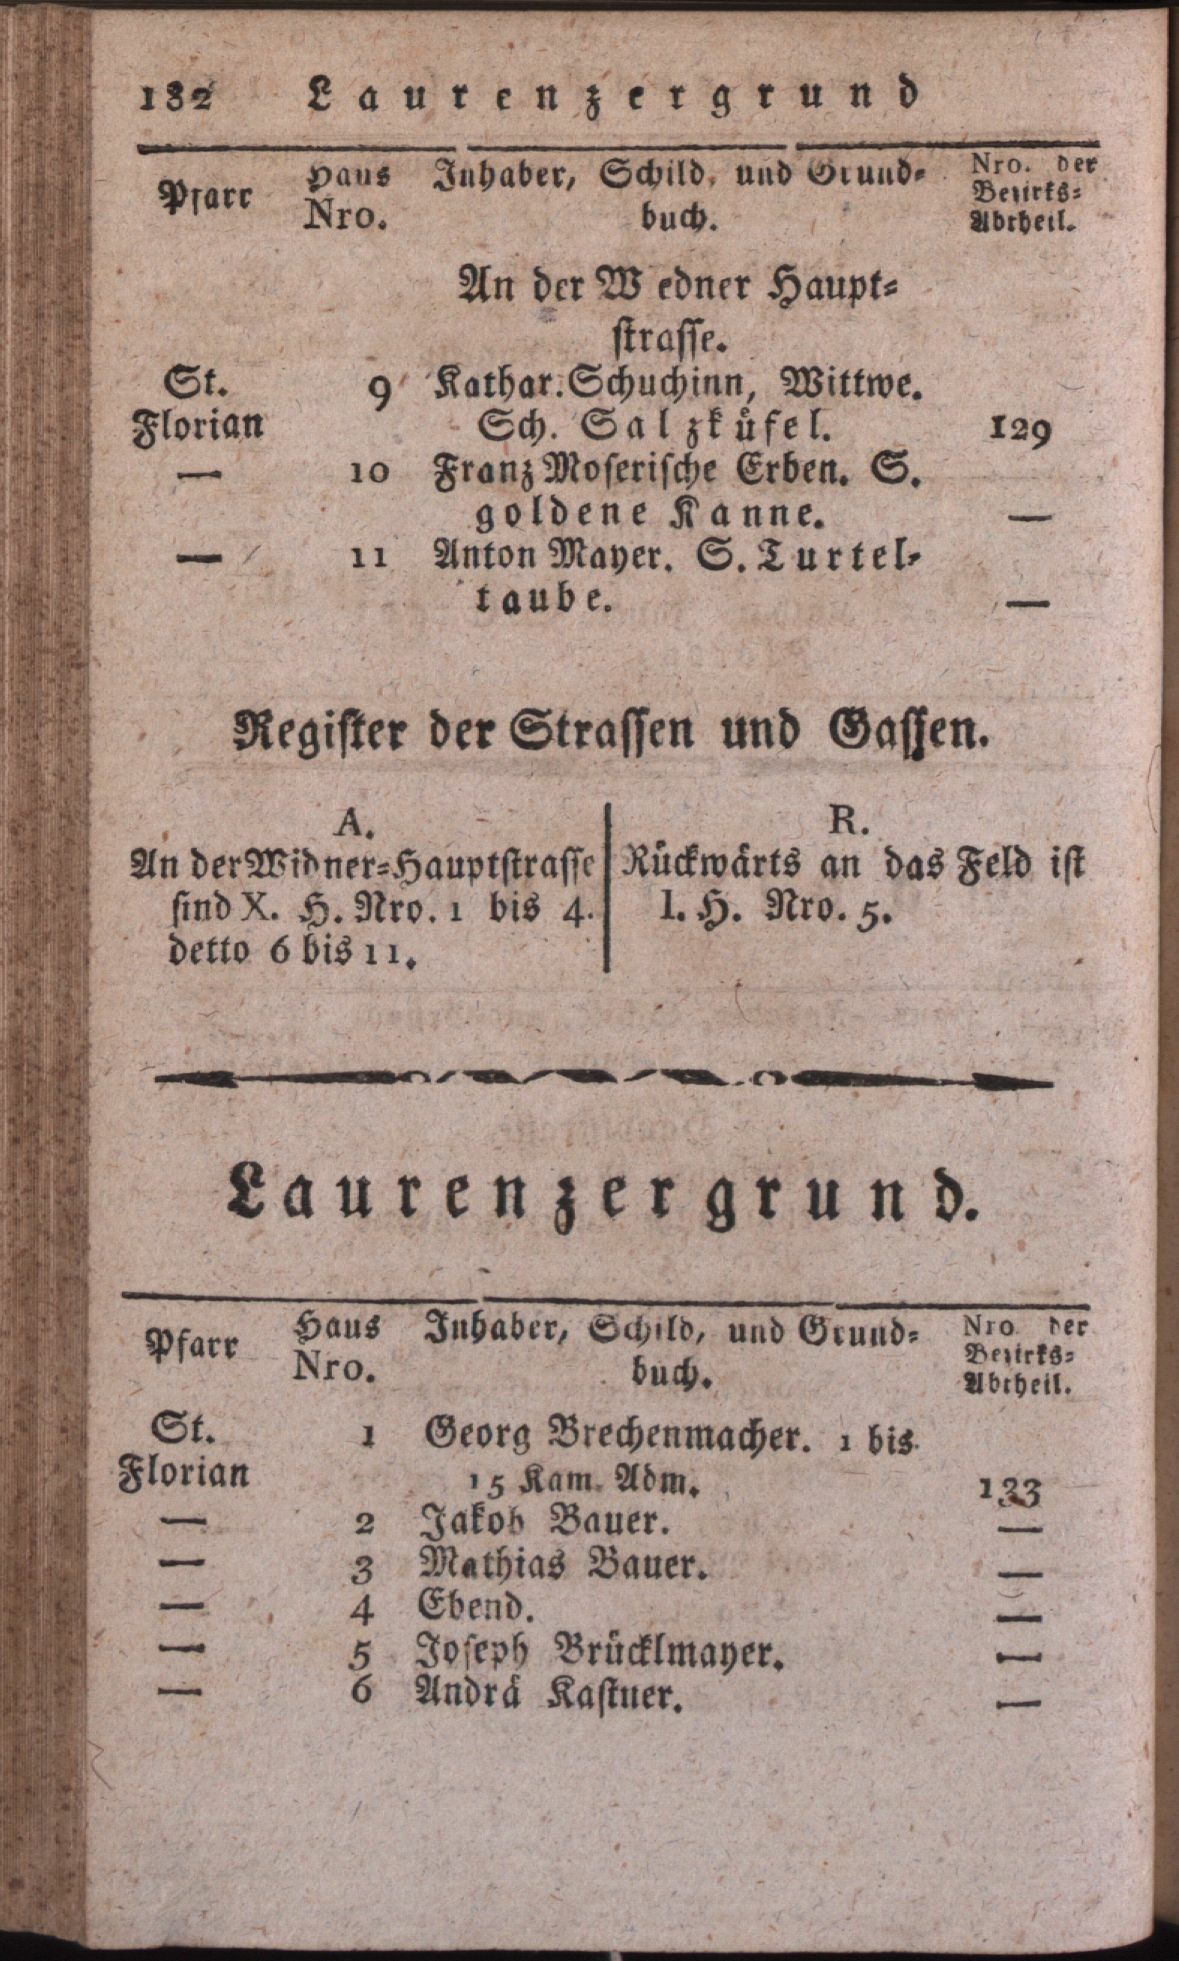 182 Laurenzergrund
Pfarr Haus Nro. Inhaber, Schild, und Grund-
buch. Nro. der Bezirks-Abtheil.
An der W edner Haupt-
strasse.
St. 9 Kathar. Schuchinn, Wittwe.
Florian Sch. Salzküfel. 129
— 10 Franz Moserische Erben. S.
goldene Kanne. —
— 11 Anton Mayer. S. Turtel-
taube. —
Register der Strassen und Gassen.
A.
An der Widner-Hauptstrasse
sind X. H. Nro. 1 bis 4.
detto 6 bis 11.
R.
Rückwärts an das Feld ist
I. H. Nro. 5.
Laurenzergrund.
Pfarr Haus Nro. Inhaber, Schild, und Grund-
buch. Nro der Bezirks-Abtheil.
St. 1 Georg Brechenmacher. 1 bis
Florian 15 Kam. Adm. 133
— 2 Jakob Bauer. —
— 3 Mathias Bauer. —
— 4 Ebend. —
— 5 Joseph Brücklmayer. —
— 6 Andrä Kastner. —